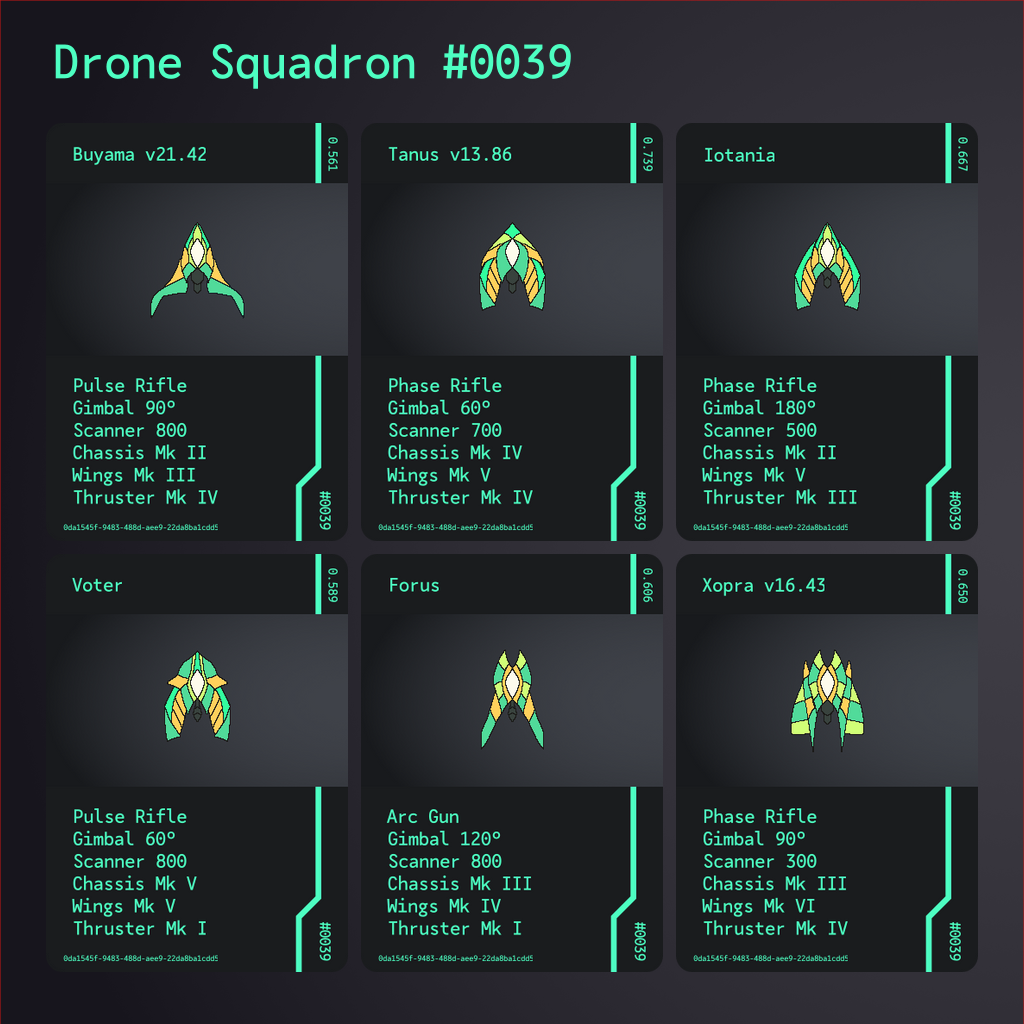 Drone Squadron #0039
Buyama v21.42
0.561
Pulse Rifle
Gimbal 90º
Scanner 800
Chassis Mk II
Wings Mk III
Thruster Mk IV
#0039
0da1545f-9483-488d-aee9-22da8ba1cdd5
Tanus v13.86
0.739
Phase Rifle
Gimbal 60º
Scanner 700
Chassis Mk IV
Wings Mk V
Thruster Mk IV
#0039
0da1545f-9483-488d-aee9-22da8ba1cdd5
Iotania
0.667
Phase Rifle
Gimbal 180º
Scanner 500
Chassis Mk II
Wings Mk V
Thruster Mk III
#0039
0da1545f-9483-488d-aee9-22da8ba1cdd5
Voter
0.589
Pulse Rifle
Gimbal 60º
Scanner 800
Chassis Mk V
Wings Mk V
Thruster Mk I
#0039
0da1545f-9483-488d-aee9-22da8ba1cdd5
Forus
0.606
Arc Gun
Gimbal 120º
Scanner 800
Chassis Mk III
Wings Mk IV
Thruster Mk I
#0039
0da1545f-9483-488d-aee9-22da8ba1cdd5
Xopra v16.43
0.650
Phase Rifle
Gimbal 90º
Scanner 300
Chassis Mk III
Wings Mk VI
Thruster Mk IV
#0039
0da1545f-9483-488d-aee9-22da8ba1cdd5